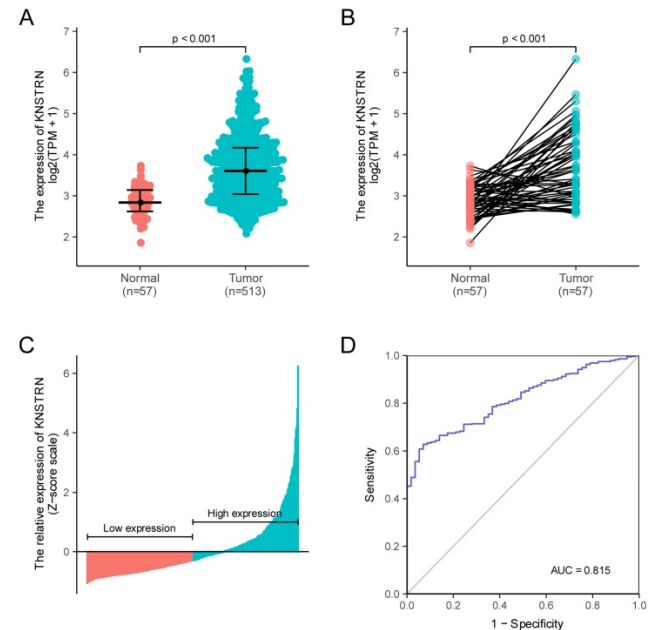 A
The expression of KNSTRN
log2(TPM + 1)
7
6
5
4
3
2
p < 0.001
Normal
(n=57)
Tumor
(n=513)
B
The expression of KNSTRN
log2(TPM + 1)
7
6
5
4
3
2
p < 0.001
Normal
(n=57)
Tumor
(n=57)
C
The relative expression of KNSTRN
(Z−score scale)
6
4
2
0
Low expression
High expression
D
Sensitivity
1.0
0.8
0.6
0.4
0.2
0.0
AUC = 0.815
0.0 0.2 0.4 0.6 0.8 1.0
1 − Specificity